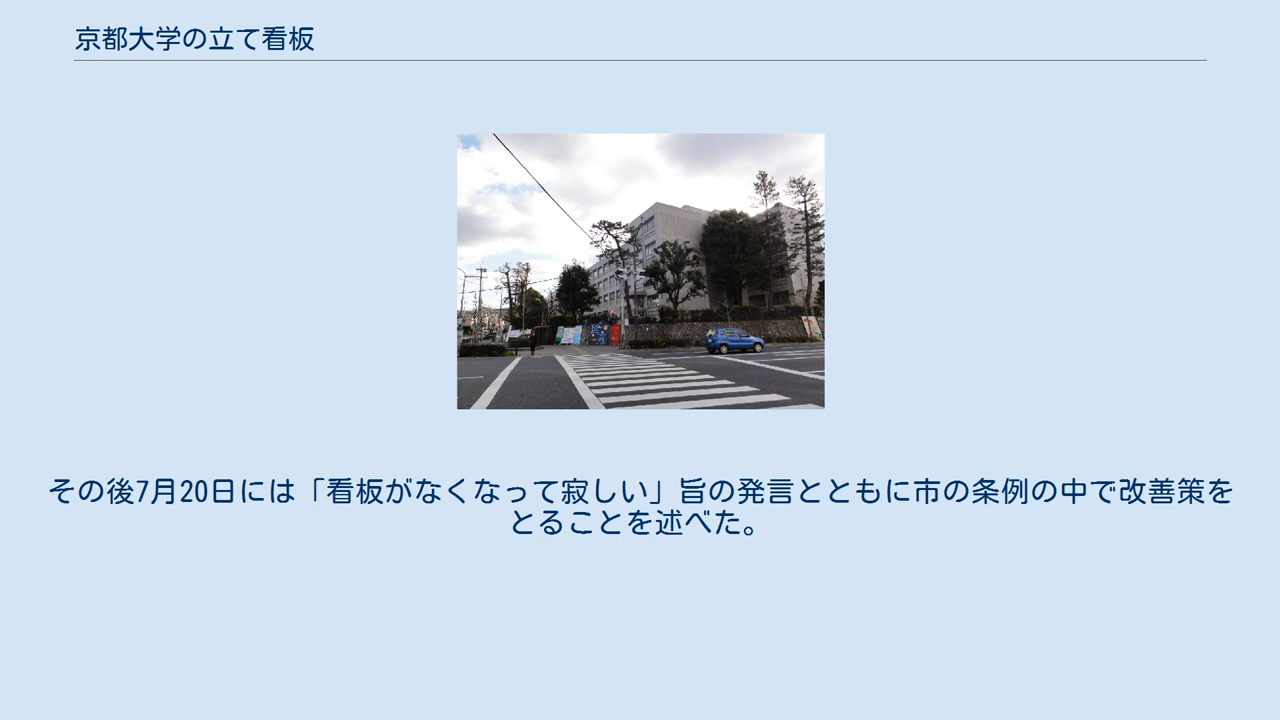 京都大学の立て看板
その後7月20日には「看板がなくなって寂しい」旨の発言とともに市の条例の中で改善策を
とることを述べた。